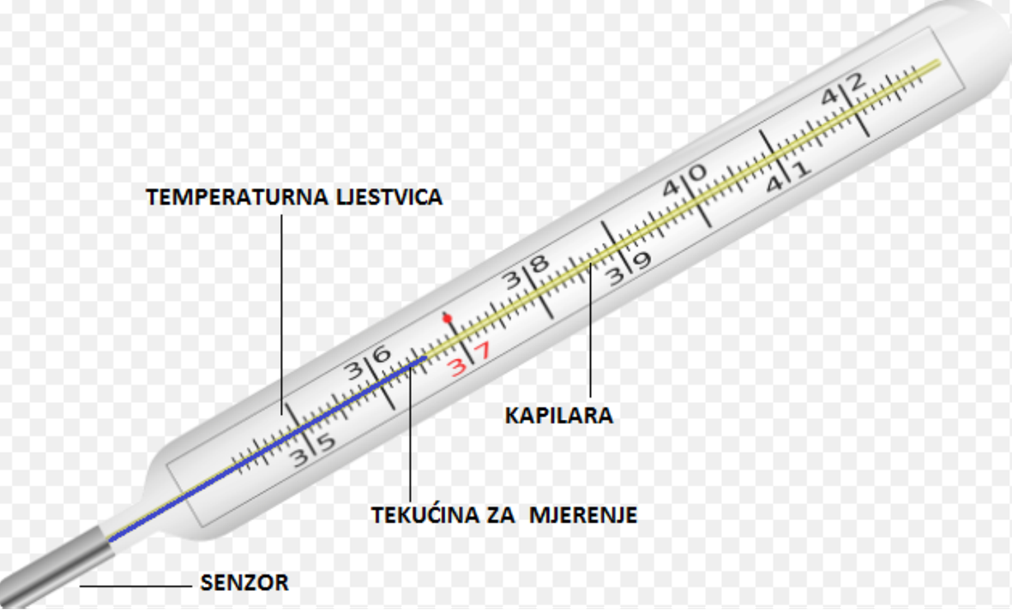 TEMPERATURNA LJESTVICA
42
40
41
38
39
36
37
35
KAPILARA
TEKUĆINA ZA MJERENJE
SENZOR